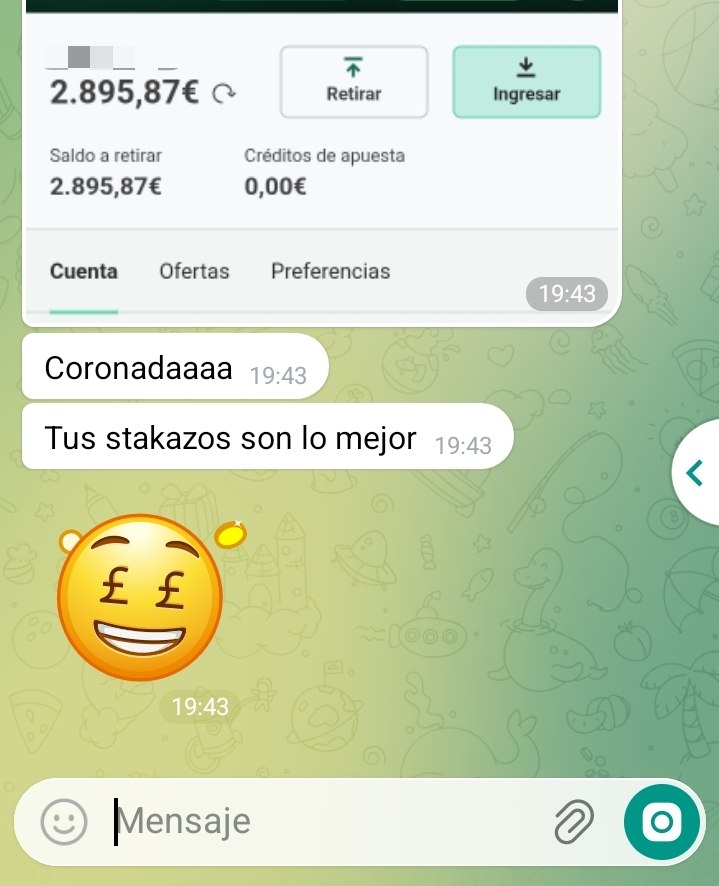 2.895,87€
Retirar
Ingresar
Saldo a retirar
Créditos de apuesta
2.895,87€
0,00€
Cuenta
Ofertas
Preferencias
19:43
Coronadaaaa 19:43
Tus stakazos son lo mejor 19:43
£ £
19:43
Mensaje